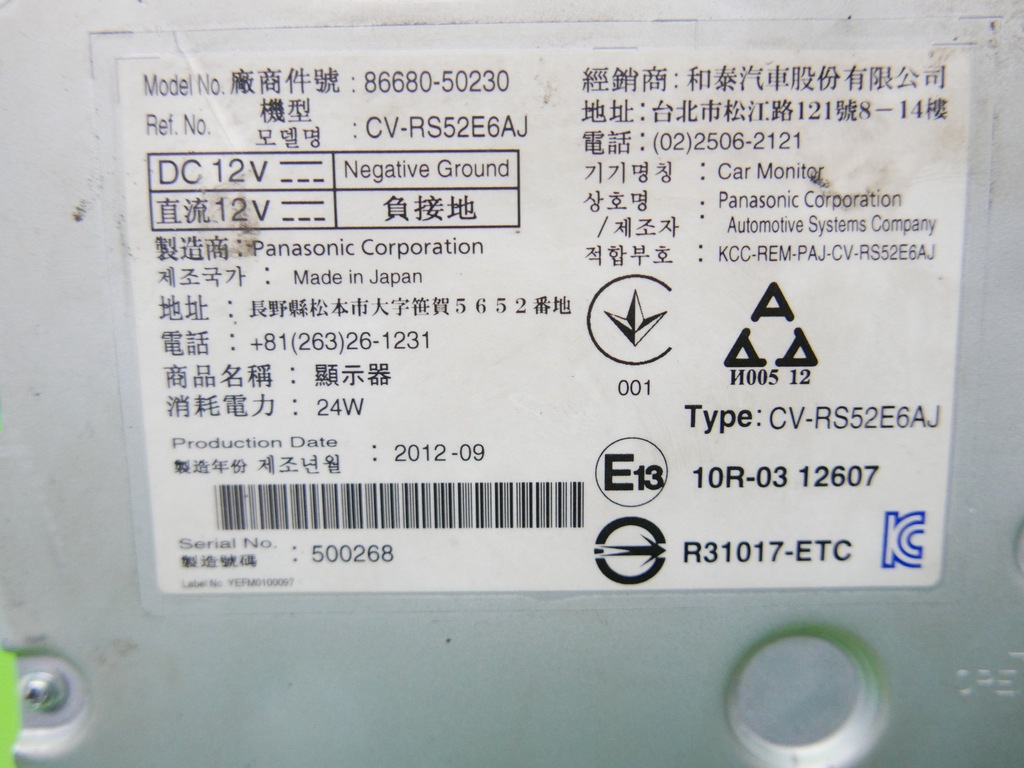 Model No. 廠商件號 : 86680-50230
Ref. No. 機型 모델명 : CV-RS52E6AJ
DC 12V Negative Ground
直流 12V 負接地
製造商 : Panasonic Corporation
제조국가 : Made in Japan
地址 : 長野縣松本市大字笹賀5652番地
電話 : +81(263)26-1231
商品名稱 : 顯示器
消耗電力 : 24W
Production Date
製造年份 제조년월 : 2012-09
Serial No.
製造號碼 : 500268
Label No. YEFM0100097
經銷商 : 和泰汽車股份有限公司
地址 : 台北市松江路121號8-14樓
電話 : (02)2506-2121
기기명칭 : Car Monitor
상호명 : Panasonic Corporation
/ 제조자 Automotive Systems Company
적합부호 : KCC-REM-PAJ-CV-RS52E6AJ
001
И005 12
Type: CV-RS52E6AJ
E13 10R-03 12607
R31017-ETC